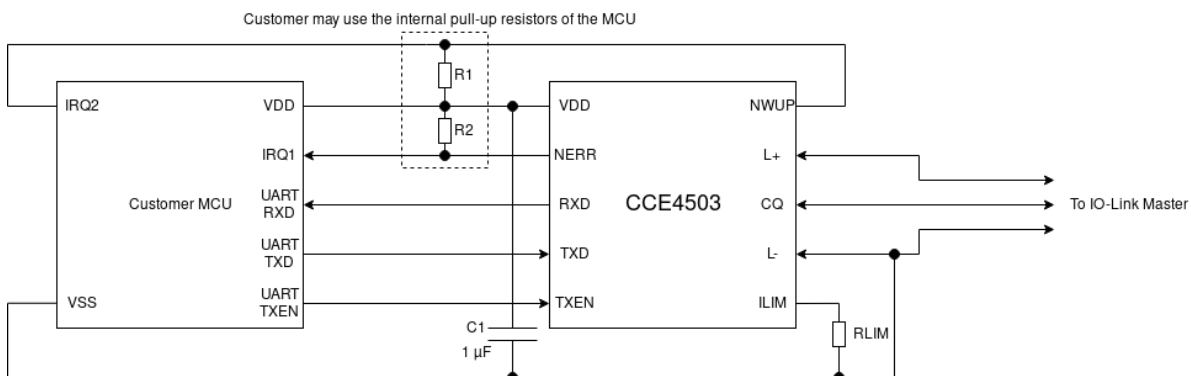 Customer may use the internal pull-up resistors of the MCU
R1
IRQ2
VDD
VDD
NWUP
R2
IRQ1
NERR
L+
Customer MCU
UART
RXD
RXD
CCE4503
CQ
To IO-Link Master
UART
TXD
TXD
L-
VSS
UART
TXEN
TXEN
ILIM
C1
1 µF
RLIM